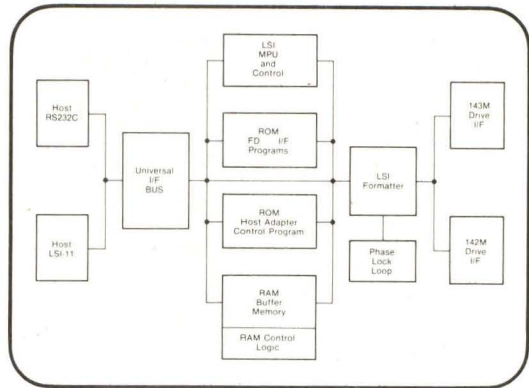 LSI
MPU
and
Control
Host
RS232C
143M
Drive
I/F
ROM
FD I/F
Programs
Universal
I/F
BUS
LSI
Formatter
ROM
Host Adapter
Control Program
Host
LSI-11
Phase
Lock
Loop
142M
Drive
I/F
RAM
Buffer
Memory
RAM Control
Logic